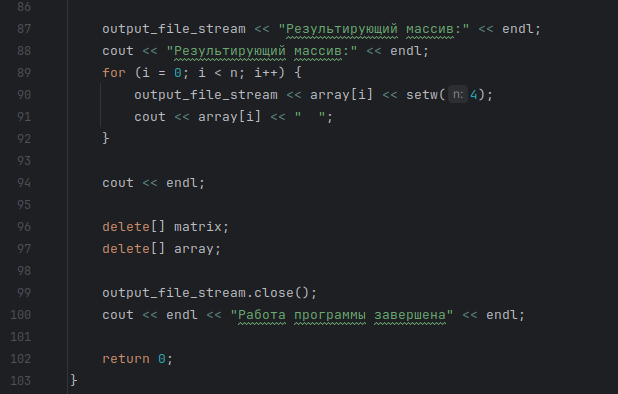 86
87 output_file_stream << "Результирующий массив:" << endl;
88 cout << "Результирующий массив:" << endl;
89 for (i = 0; i < n; i++) {
90 output_file_stream << array[i] << setw( n: 4);
91 cout << array[i] << "  ";
92 }
93
94 cout << endl;
95
96 delete[] matrix;
97 delete[] array;
98
99 output_file_stream.close();
100 cout << endl << "Работа программы завершена" << endl;
101
102 return 0;
103 }